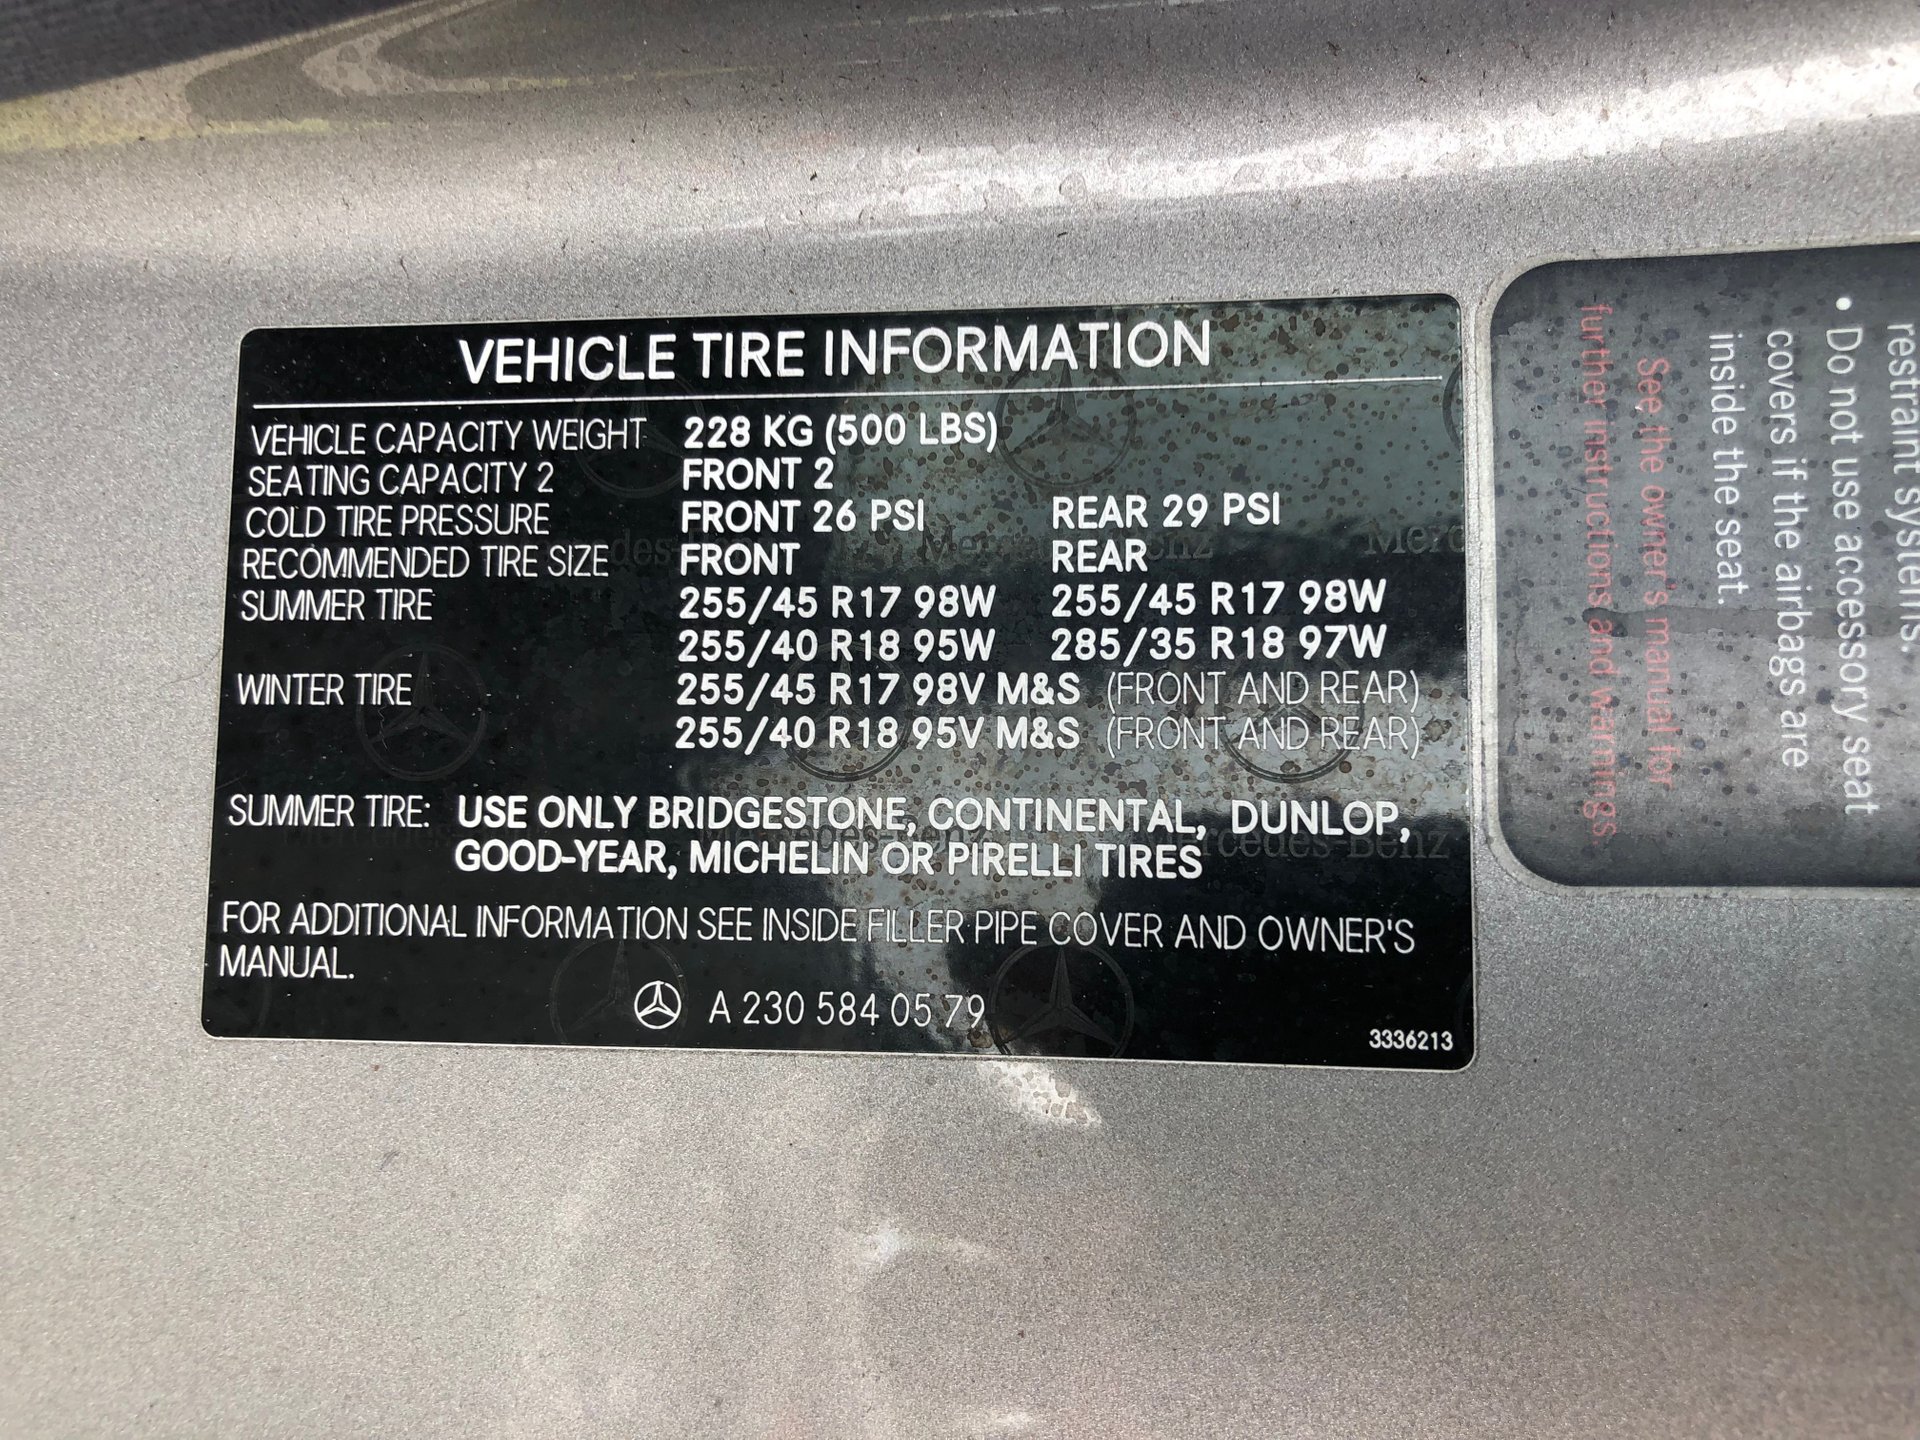 VEHICLE TIRE INFORMATION
VEHICLE CAPACITY WEIGHT 228 KG (500 LBS)
SEATING CAPACITY 2 FRONT 2
COLD TIRE PRESSURE FRONT 26 PSI REAR 29 PSI
RECOMMENDED TIRE SIZE FRONT REAR
SUMMER TIRE 255/45 R17 98W 255/45 R17 98W
255/40 R18 95W 285/35 R18 97W
WINTER TIRE 255/45 R17 98V M&S (FRONT AND REAR)
255/40 R18 95V M&S (FRONT AND REAR)
SUMMER TIRE: USE ONLY BRIDGESTONE, CONTINENTAL, DUNLOP,
GOOD-YEAR, MICHELIN OR PIRELLI TIRES
FOR ADDITIONAL INFORMATION SEE INSIDE FILLER PIPE COVER AND OWNER'S
MANUAL.
A 230 584 05 79
3336213
restraint systems.
• Do not use accessory seat
covers if the airbags are
inside the seat.
See the owner's manual for
further instructions and warnings.